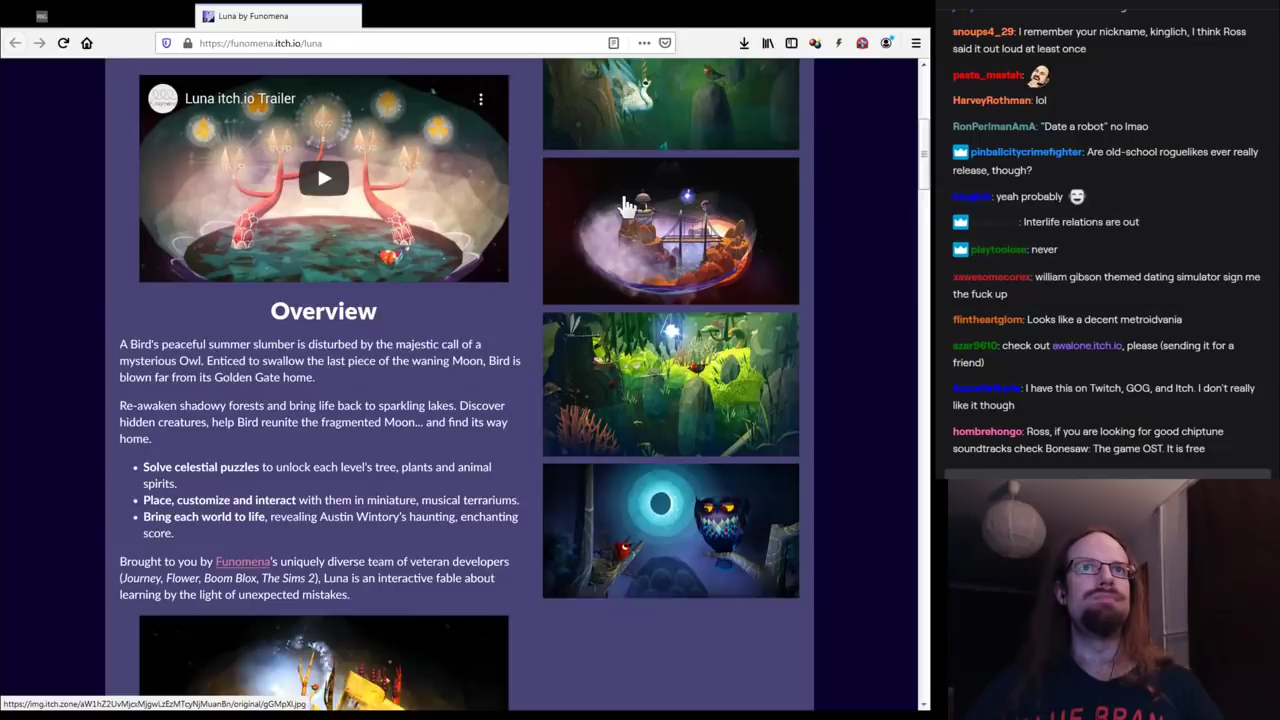 Luna by Funomena
https://funomena.itch.io/luna
Luna itch.io Trailer
Overview
A Bird's peaceful summer slumber is disturbed by the majestic call of a
mysterious Owl. Enticed to swallow the last piece of the waning Moon, Bird is
blown far from its Golden Gate home.
Re-awaken shadowy forests and bring life back to sparkling lakes. Discover
hidden creatures, help Bird reunite the fragmented Moon... and find its way
home.
• Solve celestial puzzles to unlock each level's tree, plants and animal
spirits.
• Place, customize and interact with them in miniature, musical terrariums.
• Bring each world to life, revealing Austin Wintory's haunting, enchanting
score.
Brought to you by Funomena's uniquely diverse team of veteran developers
(Journey, Flower, Boom Blox, The Sims 2), Luna is an interactive fable about
learning by the light of unexpected mistakes.
snoups4_29: I remember your nickname, kinglich, I think Ross
said it out loud at least once
pasta_masteh:
HarveyRothman: lol
RonPerlmanAmA: "Date a robot" no lmao
pinballcitycrimefighter: Are old-school roguelikes ever really
release, though?
kinglich: yeah probably
: Interlife relations are out
playtoolose: never
xawesomecorex: william gibson themed dating simulator sign me
the fuck up
flintheartglom: Looks like a decent metroidvania
azar9610: check out awalone.itch.io, please (sending it for a
friend)
: I have this on Twitch, GOG, and Itch. I don't really
like it though
hombrehongo: Ross, if you are looking for good chiptune
soundtracks check Bonesaw: The game OST. It is free